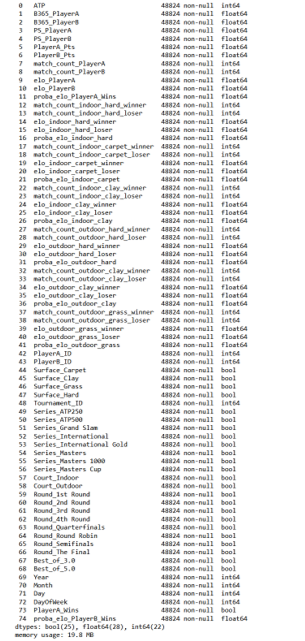 0 ATP 48824 non-null int64
1 B365_PlayerA 48824 non-null float64
2 B365_PlayerB 48824 non-null float64
3 PS_PlayerA 48824 non-null float64
4 PS_PlayerB 48824 non-null float64
5 PlayerA_Pts 48824 non-null float64
6 PlayerB_Pts 48824 non-null float64
7 match_count_PlayerA 48824 non-null int64
8 match_count_PlayerB 48824 non-null int64
9 elo_PlayerA 48824 non-null float64
10 elo_PlayerB 48824 non-null float64
11 proba_elo_PlayerA_Wins 48824 non-null float64
12 match_count_indoor_hard_winner 48824 non-null int64
13 match_count_indoor_hard_loser 48824 non-null int64
14 elo_indoor_hard_winner 48824 non-null float64
15 elo_indoor_hard_loser 48824 non-null float64
16 proba_elo_indoor_hard 48824 non-null float64
17 match_count_indoor_carpet_winner 48824 non-null int64
18 match_count_indoor_carpet_loser 48824 non-null int64
19 elo_indoor_carpet_winner 48824 non-null float64
20 elo_indoor_carpet_loser 48824 non-null float64
21 proba_elo_indoor_carpet 48824 non-null float64
22 match_count_indoor_clay_winner 48824 non-null int64
23 match_count_indoor_clay_loser 48824 non-null int64
24 elo_indoor_clay_winner 48824 non-null float64
25 elo_indoor_clay_loser 48824 non-null float64
26 proba_elo_indoor_clay 48824 non-null float64
27 match_count_outdoor_hard_winner 48824 non-null int64
28 match_count_outdoor_hard_loser 48824 non-null int64
29 elo_outdoor_hard_winner 48824 non-null float64
30 elo_outdoor_hard_loser 48824 non-null float64
31 proba_elo_outdoor_hard 48824 non-null float64
32 match_count_outdoor_clay_winner 48824 non-null int64
33 match_count_outdoor_clay_loser 48824 non-null int64
34 elo_outdoor_clay_winner 48824 non-null float64
35 elo_outdoor_clay_loser 48824 non-null float64
36 proba_elo_outdoor_clay 48824 non-null float64
37 match_count_outdoor_grass_winner 48824 non-null int64
38 match_count_outdoor_grass_loser 48824 non-null int64
39 elo_outdoor_grass_winner 48824 non-null float64
40 elo_outdoor_grass_loser 48824 non-null float64
41 proba_elo_outdoor_grass 48824 non-null float64
42 PlayerA_ID 48824 non-null int64
43 PlayerB_ID 48824 non-null int64
44 Surface_Carpet 48824 non-null bool
45 Surface_Clay 48824 non-null bool
46 Surface_Grass 48824 non-null bool
47 Surface_Hard 48824 non-null bool
48 Tournament_ID 48824 non-null int64
49 Series_ATP250 48824 non-null bool
50 Series_ATP500 48824 non-null bool
51 Series_Grand Slam 48824 non-null bool
52 Series_International 48824 non-null bool
53 Series_International Gold 48824 non-null bool
54 Series_Masters 48824 non-null bool
55 Series_Masters 1000 48824 non-null bool
56 Series_Masters Cup 48824 non-null bool
57 Court_Indoor 48824 non-null bool
58 Court_Outdoor 48824 non-null bool
59 Round_1st Round 48824 non-null bool
60 Round_2nd Round 48824 non-null bool
61 Round_3rd Round 48824 non-null bool
62 Round_4th Round 48824 non-null bool
63 Round_Quarterfinals 48824 non-null bool
64 Round_Round Robin 48824 non-null bool
65 Round_Semifinals 48824 non-null bool
66 Round_The Final 48824 non-null bool
67 Best_of_3.0 48824 non-null bool
68 Best_of_5.0 48824 non-null bool
69 Year 48824 non-null int64
70 Month 48824 non-null int64
71 Day 48824 non-null int64
72 DayOfWeek 48824 non-null int64
73 PlayerA_Wins 48824 non-null bool
74 proba_elo_PlayerB_Wins 48824 non-null float64
dtypes: bool(25), float64(28), int64(22)
memory usage: 19.8 MB